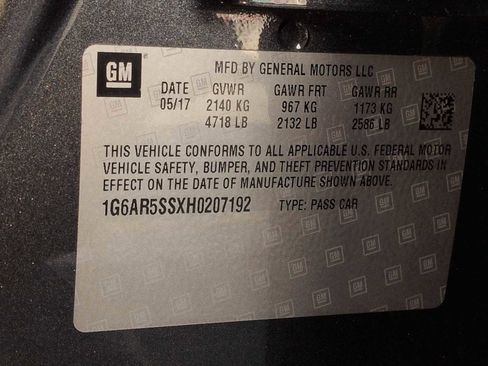 GM MFD BY GENERAL MOTORS LLC
DATE GVWR GAWR FRT GAWR RR
05/17 2140 KG 967 KG 1173 KG
4718 LB 2132 LB 2586 LB
THIS VEHICLE CONFORMS TO ALL APPLICABLE U.S. FEDERAL MOTOR
VEHICLE SAFETY, BUMPER, AND THEFT PREVENTION STANDARDS IN
EFFECT ON THE DATE OF MANUFACTURE SHOWN ABOVE.
1G6AR5SSXH0207192 TYPE: PASS CAR